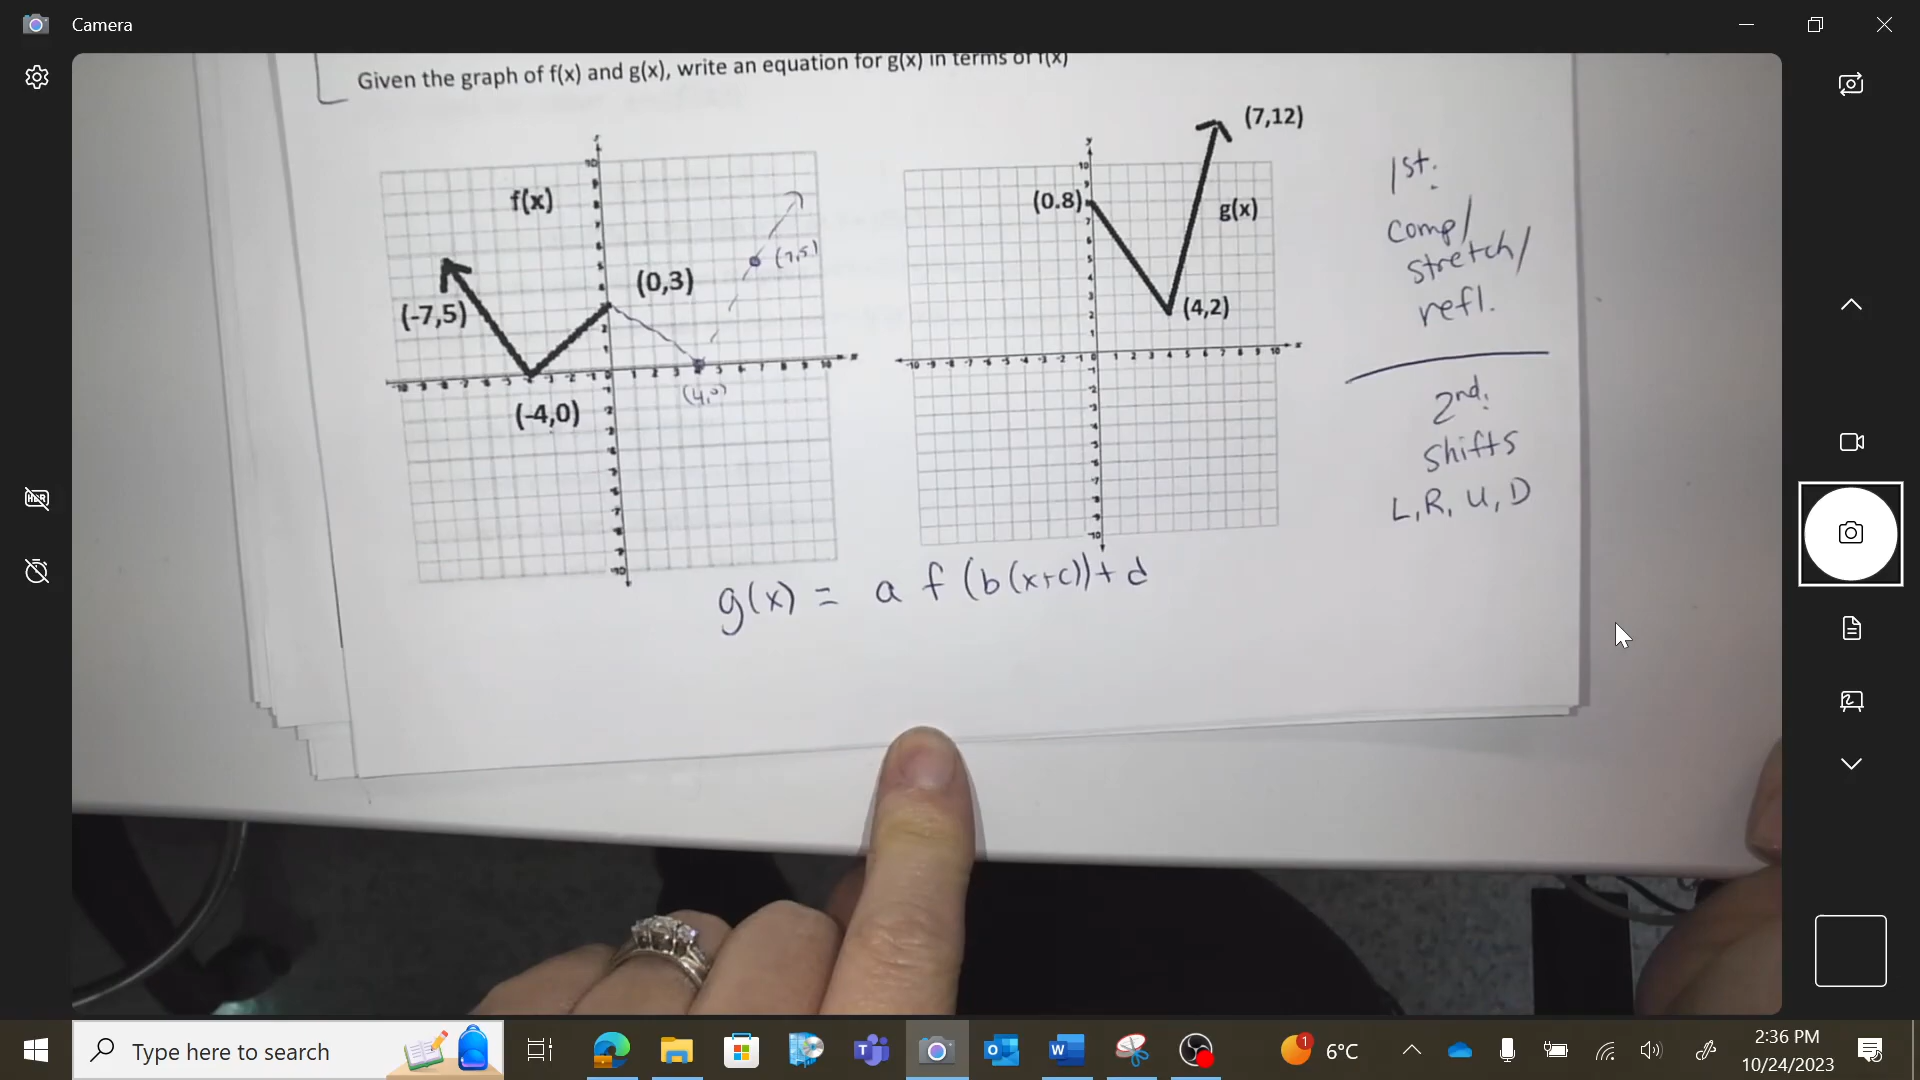 Camera
Given the graph of f(x) and g(x), write an equation for g(x) in terms of f(x)
f(x)
(-7,5)
(0,3)
(-4,0)
(7,5)
(4,0)
(0.8)
(7,12)
g(x)
(4,2)
1st:
comp/
stretch/
refl.
2nd:
shifts
L, R, U, D
g(x) = a f (b(x+c))+d
Type here to search
1
6°C
2:36 PM
10/24/2023